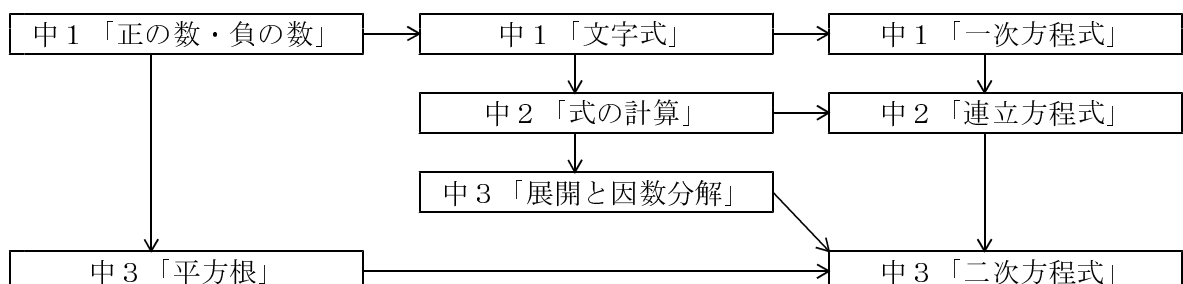 中１「正の数・負の数」
中１「文字式」
中１「一次方程式」
中２「式の計算」
中２「連立方程式」
中３「展開と因数分解」
中３「平方根」
中３「二次方程式」